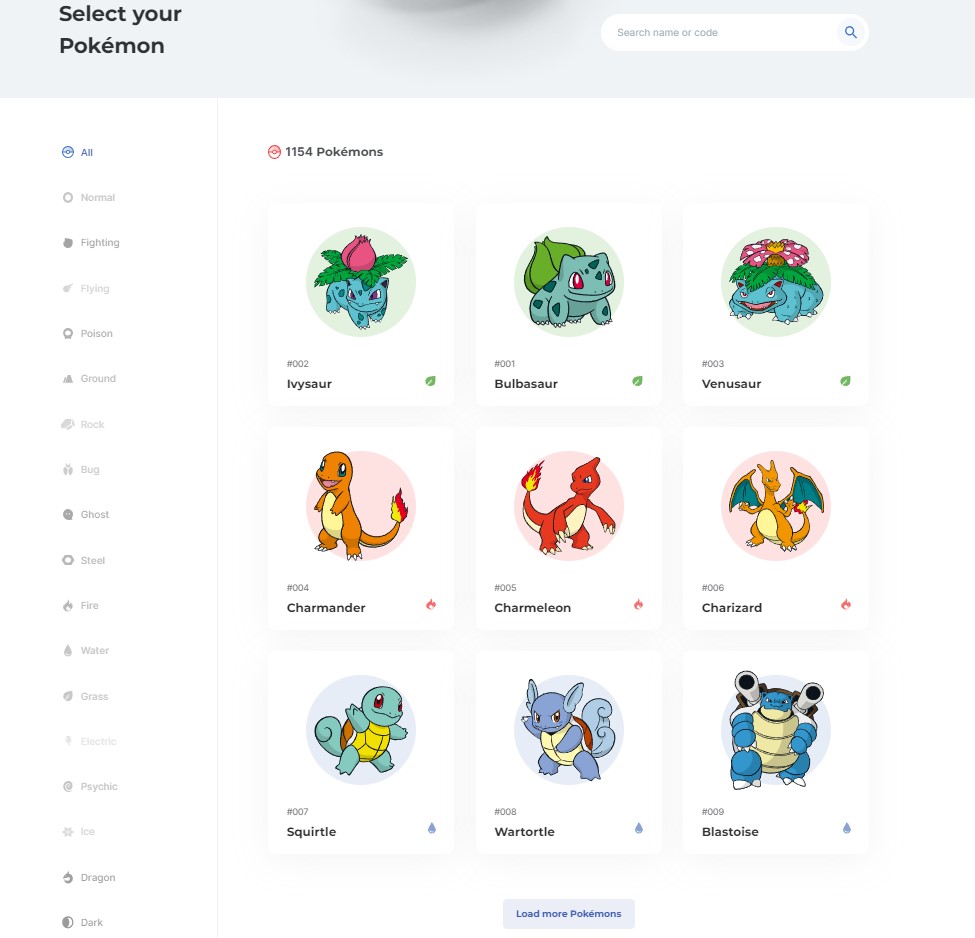 Select your
Pokémon
Search name or code
All
Normal
Fighting
Flying
Poison
Ground
Rock
Bug
Ghost
Steel
Fire
Water
Grass
Electric
Psychic
Ice
Dragon
Dark
1154 Pokémons
#002
Ivysaur
#001
Bulbasaur
#003
Venusaur
#004
Charmander
#005
Charmeleon
#006
Charizard
#007
Squirtle
#008
Wartortle
#009
Blastoise
Load more Pokémons